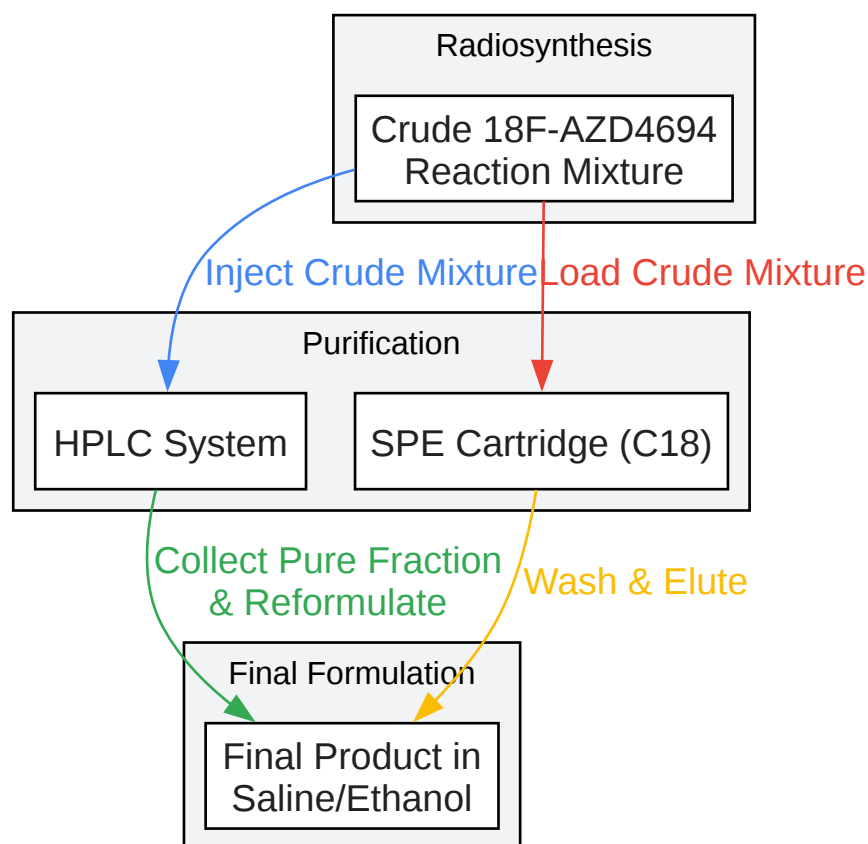 Radiosynthesis
Crude 18F-AZD4694
Reaction Mixture
Inject Crude Mixture
Load Crude Mixture
Purification
HPLC System
SPE Cartridge (C18)
Collect Pure Fraction
& Reformulate
Wash & Elute
Final Formulation
Final Product in
Saline/Ethanol